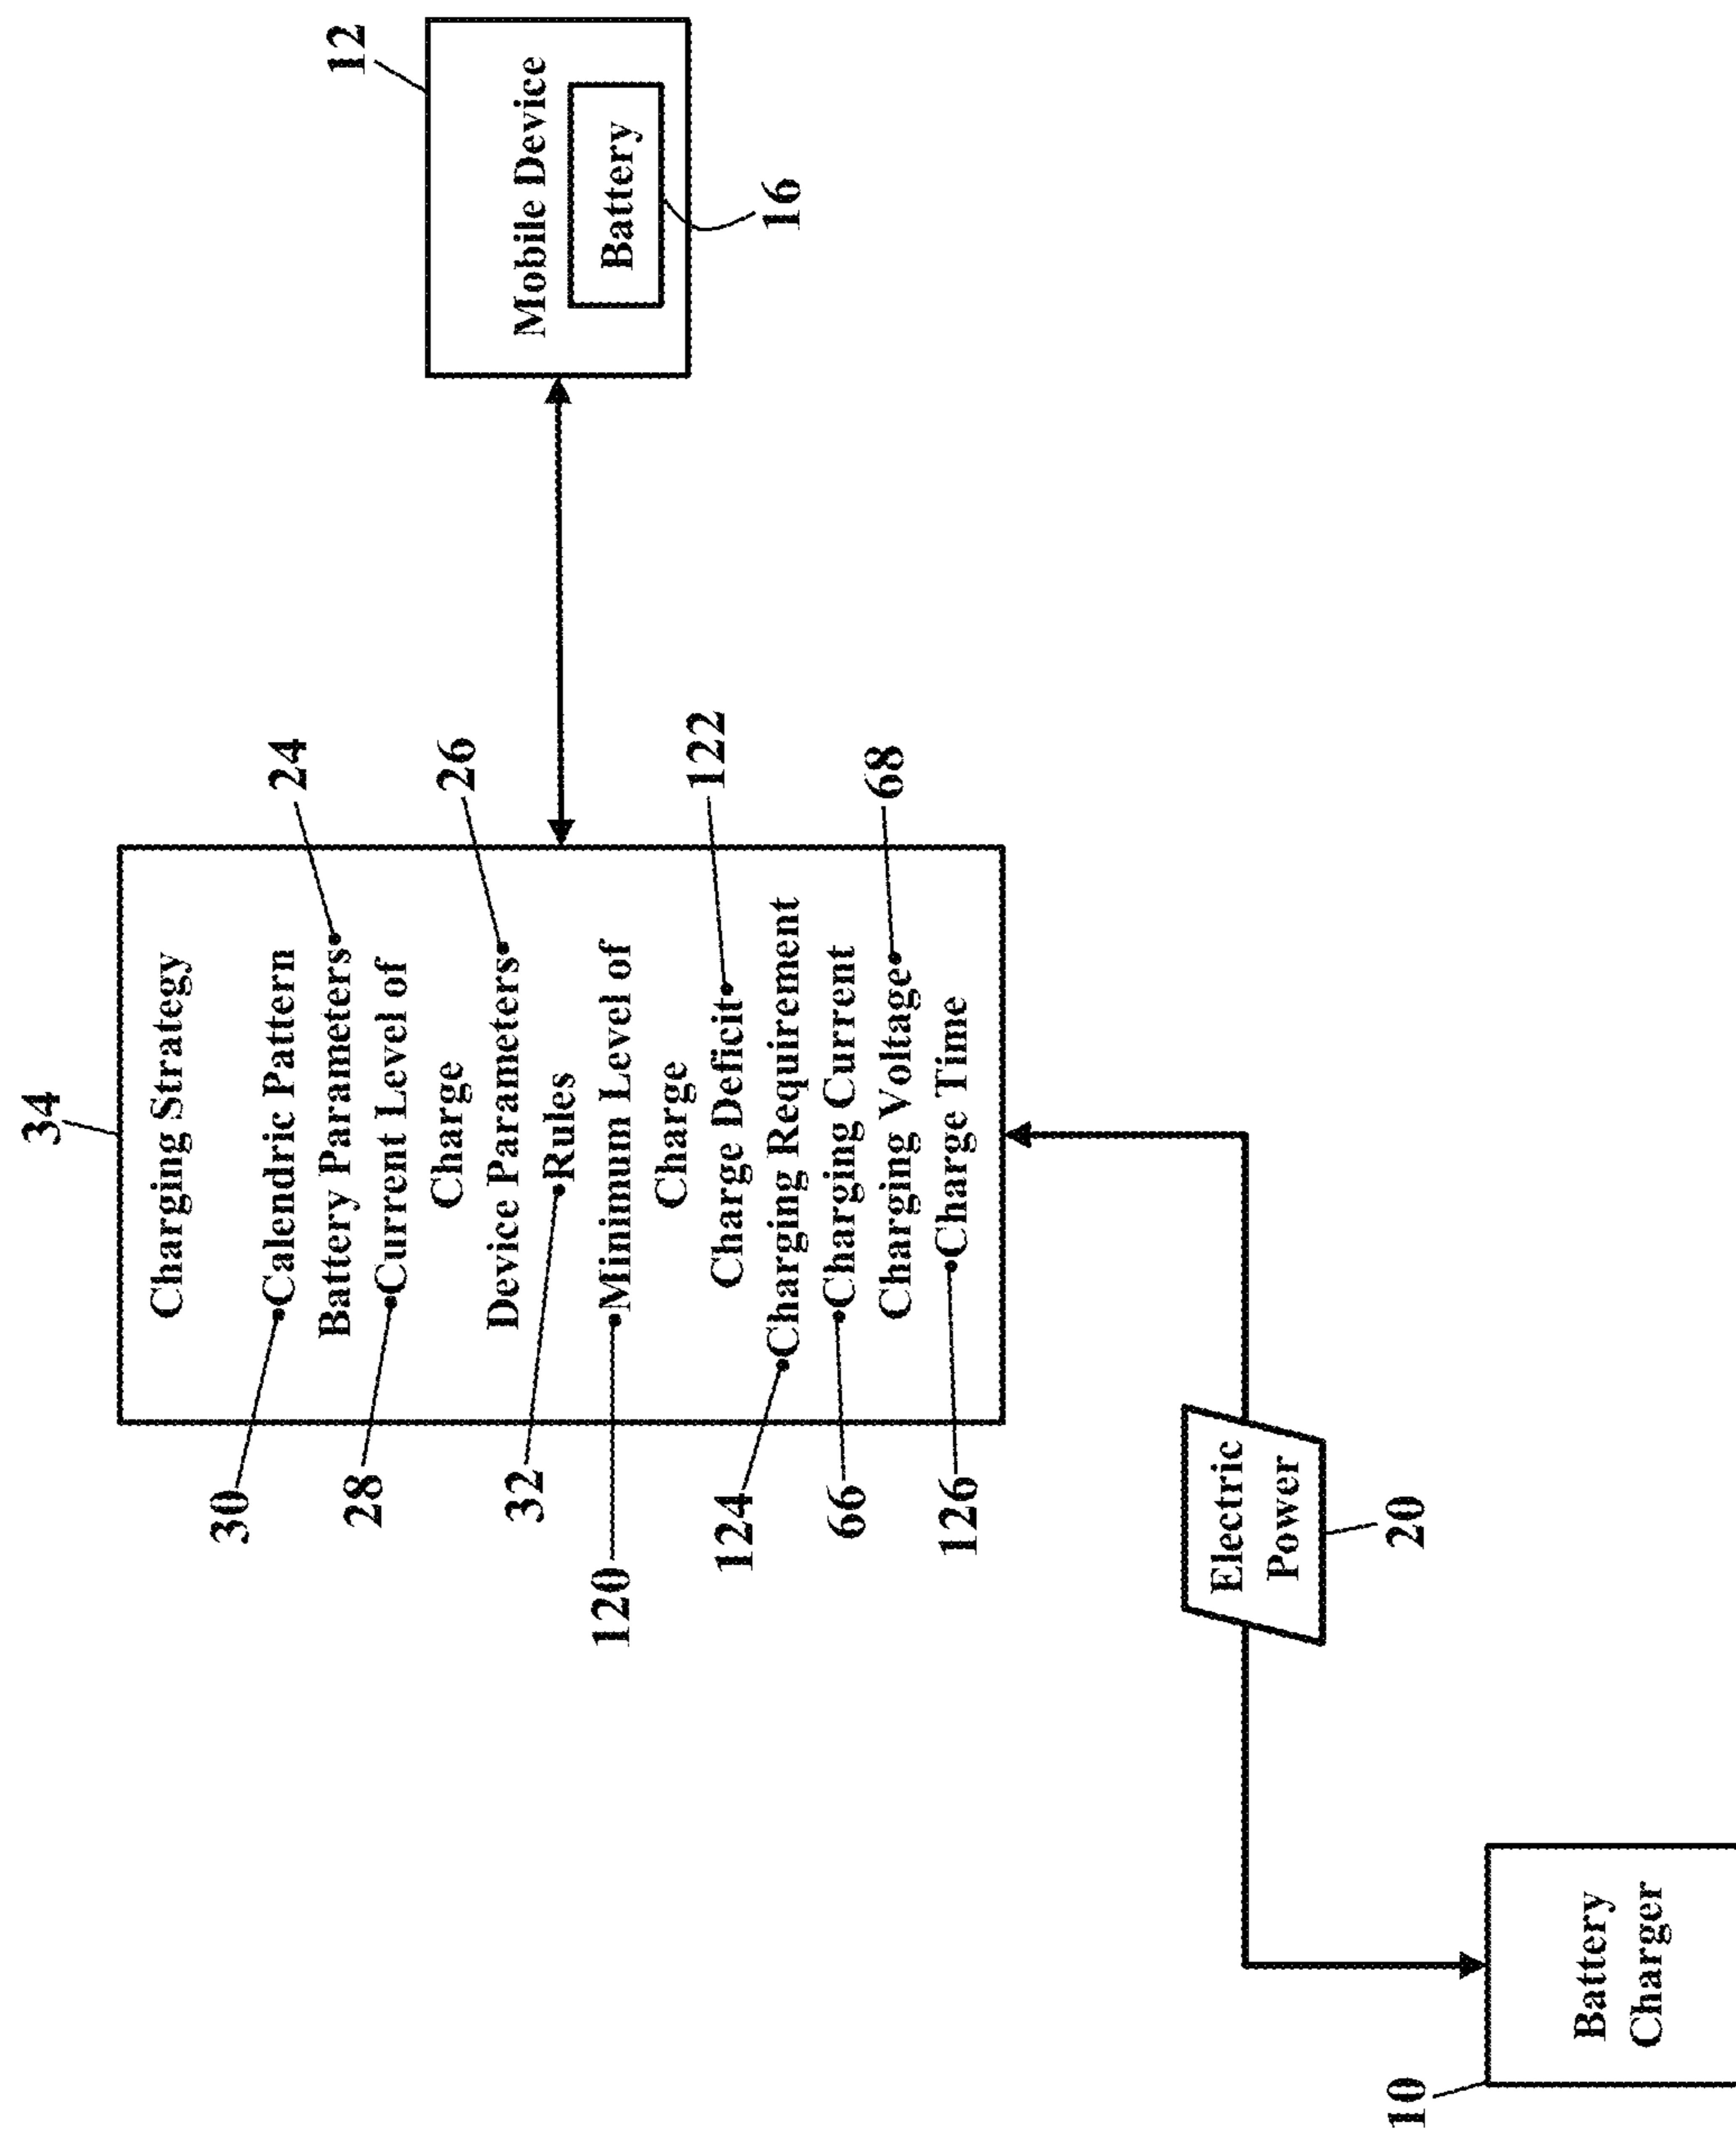 34
Charging Strategy
30
Calendric Pattern
24
Battery Parameters
28
Current Level of
Charge
Device Parameters
26
32
Rules
120
Minimum Level of
Charge
Charge Deficit
122
124
Charging Requirement
66
Charging Current
Charging Voltage
68
126
Charge Time
12
Mobile Device
Battery
16
Electric
Power
20
10
Battery
Charger